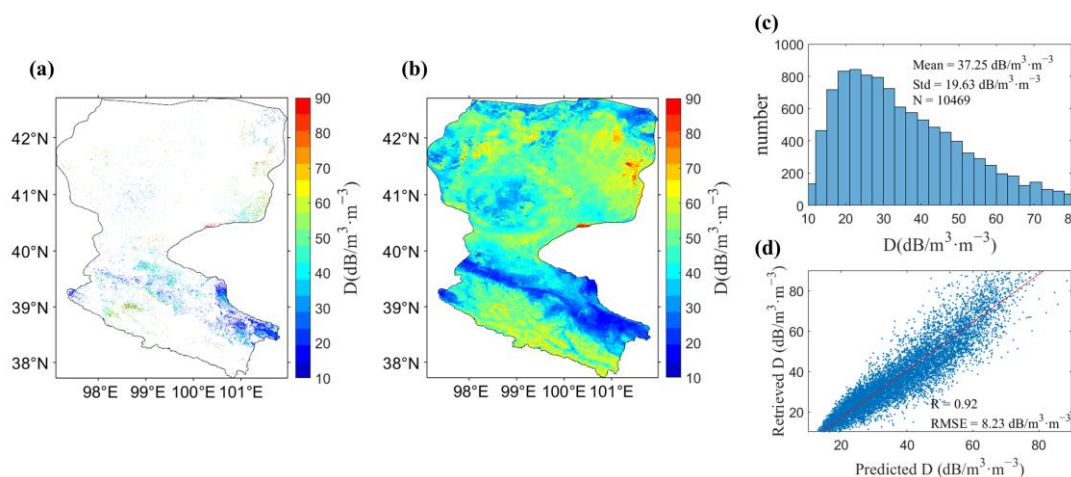 (a)
42°N
41°N
40°N
39°N
38°N
98°E 99°E 100°E 101°E
90
80
70
60
50
40
30
20
10
D(dB/m³·m⁻³)
(b)
42°N
41°N
40°N
39°N
38°N
98°E 99°E 100°E 101°E
90
80
70
60
50
40
30
20
10
D(dB/m³·m⁻³)
(c)
1000
800
600
400
200
0
number
Mean = 37.25 dB/m³·m⁻³
Std = 19.63 dB/m³·m⁻³
N = 10469
10 20 30 40 50 60 70 80
D(dB/m³·m⁻³)
(d)
80
60
40
20
Retrieved D (dB/m³·m⁻³)
R = 0.92
RMSE = 8.23 dB/m³·m⁻³
20 40 60 80
Predicted D (dB/m³·m⁻³)